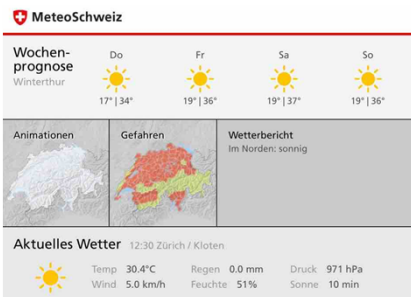 MeteoSchweiz
Wochen-
prognose
Winterthur
Do
17° | 34°
Fr
19° | 36°
Sa
19° | 37°
So
19° | 36°
Animationen
Gefahren
Wetterbericht
Im Norden: sonnig
Aktuelles Wetter 12:30 Zürich / Kloten
Temp 30.4°C Regen 0.0 mm Druck 971 hPa
Wind 5.0 km/h Feuchte 51% Sonne 10 min